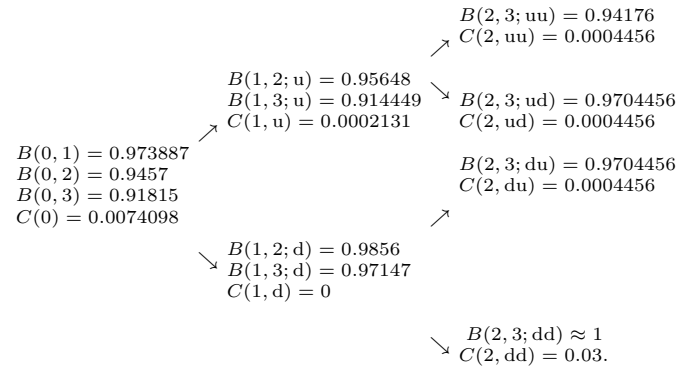 B(2, 3; uu) = 0.94176
C(2, uu) = 0.0004456
B(1, 2; u) = 0.95648
B(1, 3; u) = 0.914449
C(1, u) = 0.0002131
B(2, 3; ud) = 0.9704456
C(2, ud) = 0.0004456
B(0, 1) = 0.973887
B(0, 2) = 0.9457
B(0, 3) = 0.91815
C(0) = 0.0074098
B(2, 3; du) = 0.9704456
C(2, du) = 0.0004456
B(1, 2; d) = 0.9856
B(1, 3; d) = 0.97147
C(1, d) = 0
B(2, 3; dd) ≈ 1
C(2, dd) = 0.03.